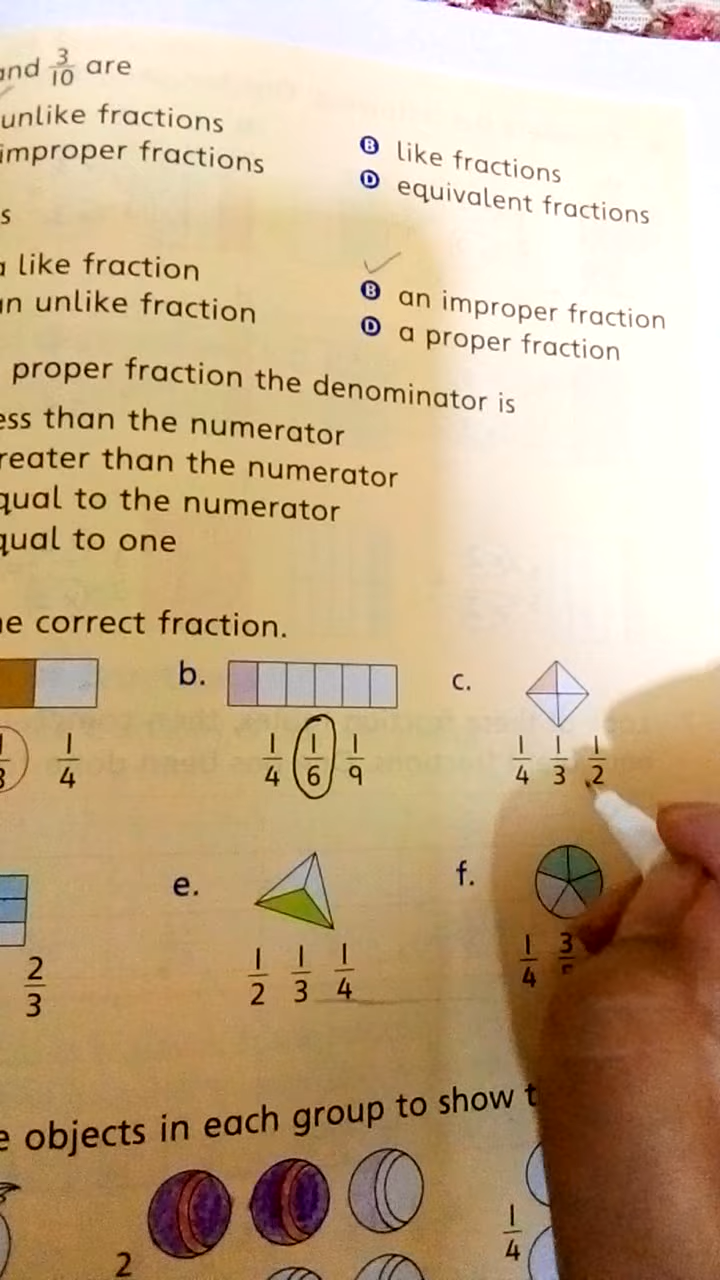 and 3/10 are
unlike fractions
improper fractions
B like fractions
D equivalent fractions
s
like fraction
an unlike fraction
B an improper fraction
D a proper fraction
proper fraction the denominator is
ess than the numerator
reater than the numerator
qual to the numerator
qual to one
e correct fraction.
b. c.
1/4 1/4 1/6 1/9 1/4 1/3 1/2
e. f.
2/3 1/2 1/3 1/4 1/4
e objects in each group to show t
1/4
2